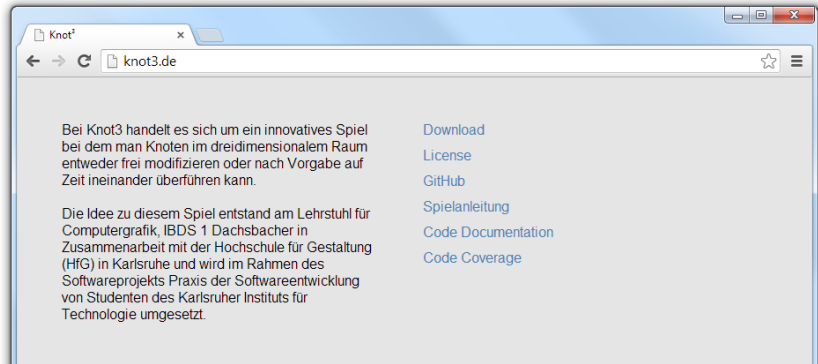 Knot³
knot3.de
Bei Knot3 handelt es sich um ein innovatives Spiel
bei dem man Knoten im dreidimensionalem Raum
entweder frei modifizieren oder nach Vorgabe auf
Zeit ineinander überführen kann.
Die Idee zu diesem Spiel entstand am Lehrstuhl für
Computergrafik, IBDS 1 Dachsbacher in
Zusammenarbeit mit der Hochschule für Gestaltung
(HfG) in Karlsruhe und wird im Rahmen des
Softwareprojekts Praxis der Softwareentwicklung
von Studenten des Karlsruher Instituts für
Technologie umgesetzt.
Download
License
GitHub
Spielanleitung
Code Documentation
Code Coverage